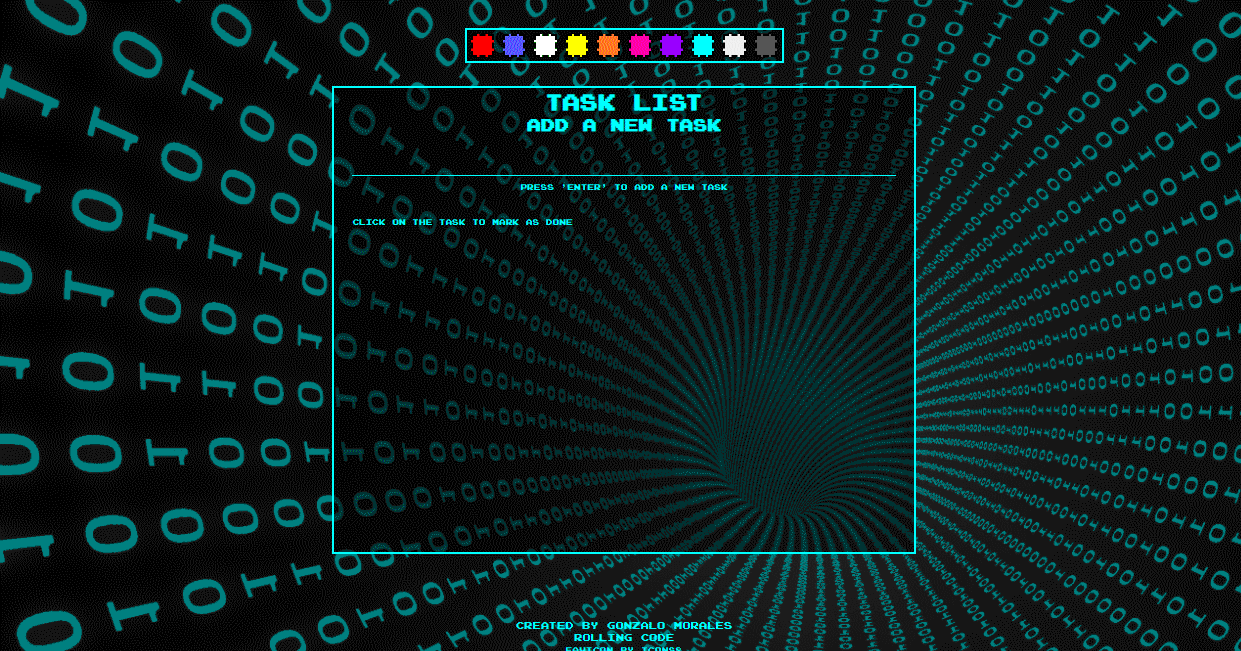 TASK LIST
ADD A NEW TASK
PRESS 'ENTER' TO ADD A NEW TASK
CLICK ON THE TASK TO MARK AS DONE
CREATED BY GONZALO MORALES
ROLLING CODE
FAVICON BY ICONS8